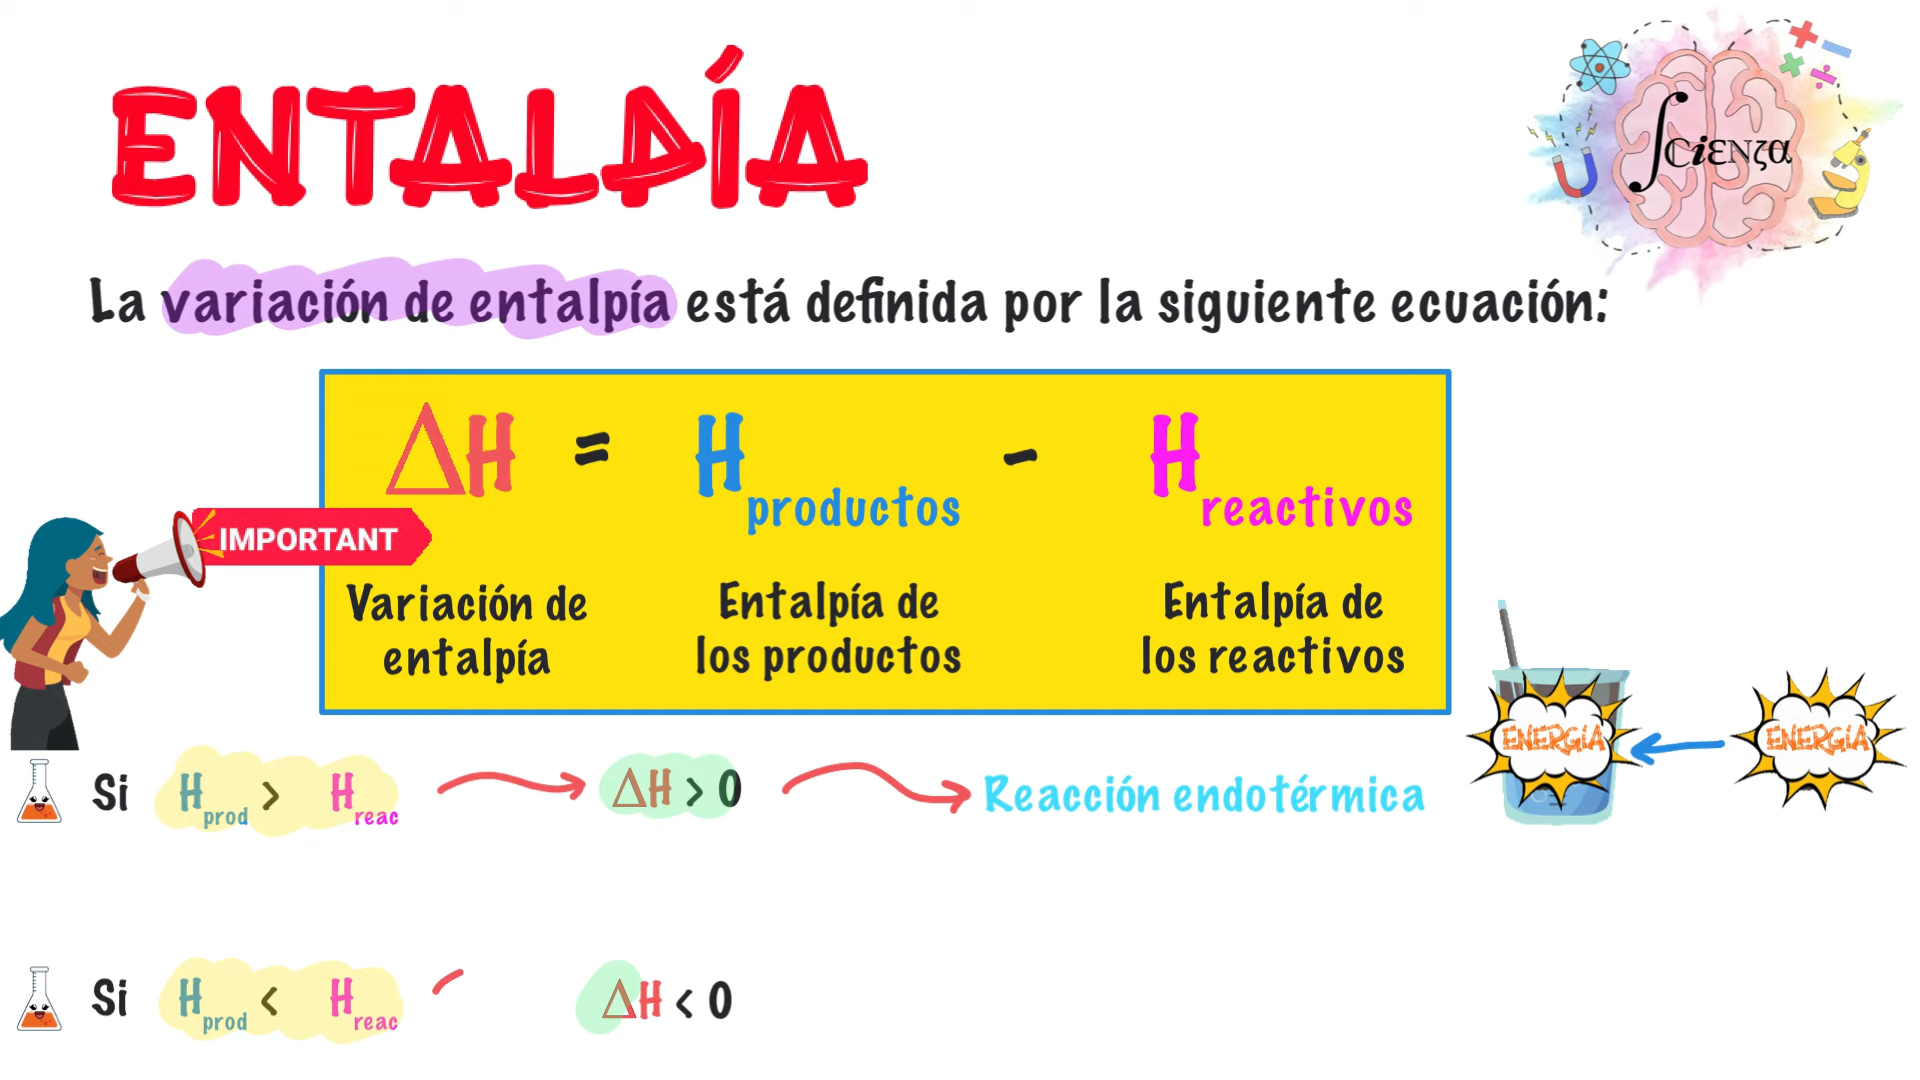 ENTALPÍA
∫CiENζα
La variación de entalpía está definida por la siguiente ecuación:
ΔH = H productos - H reactivos
IMPORTANT
Variación de entalpía
Entalpía de los productos
Entalpía de los reactivos
Si H prod > H reac ΔH > 0 Reacción endotérmica
ENERGÍA ENERGÍA
Si H prod < H reac ΔH < 0